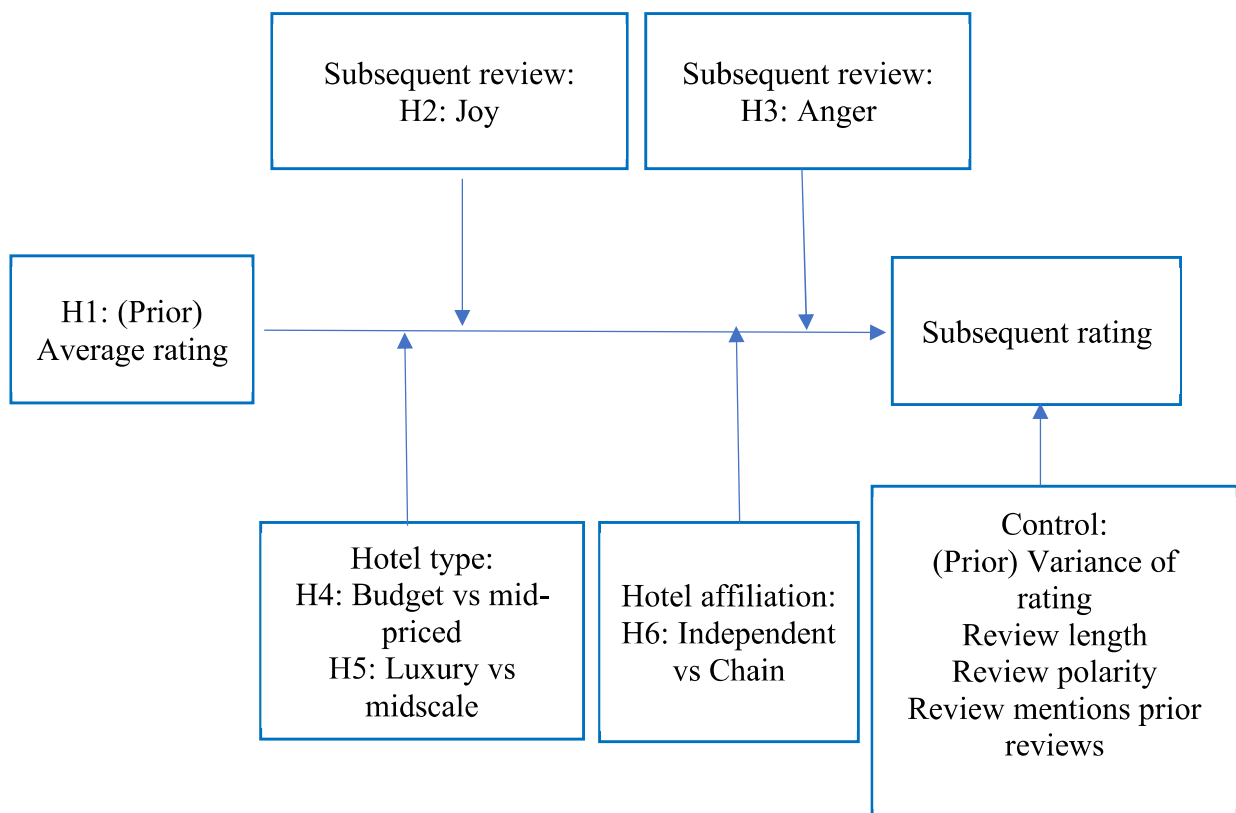 Subsequent review:
H2: Joy
Subsequent review:
H3: Anger
H1: (Prior)
Average rating
Subsequent rating
Hotel type:
H4: Budget vs mid-
priced
H5: Luxury vs
midscale
Hotel affiliation:
H6: Independent
vs Chain
Control:
(Prior) Variance of
rating
Review length
Review polarity
Review mentions prior
reviews